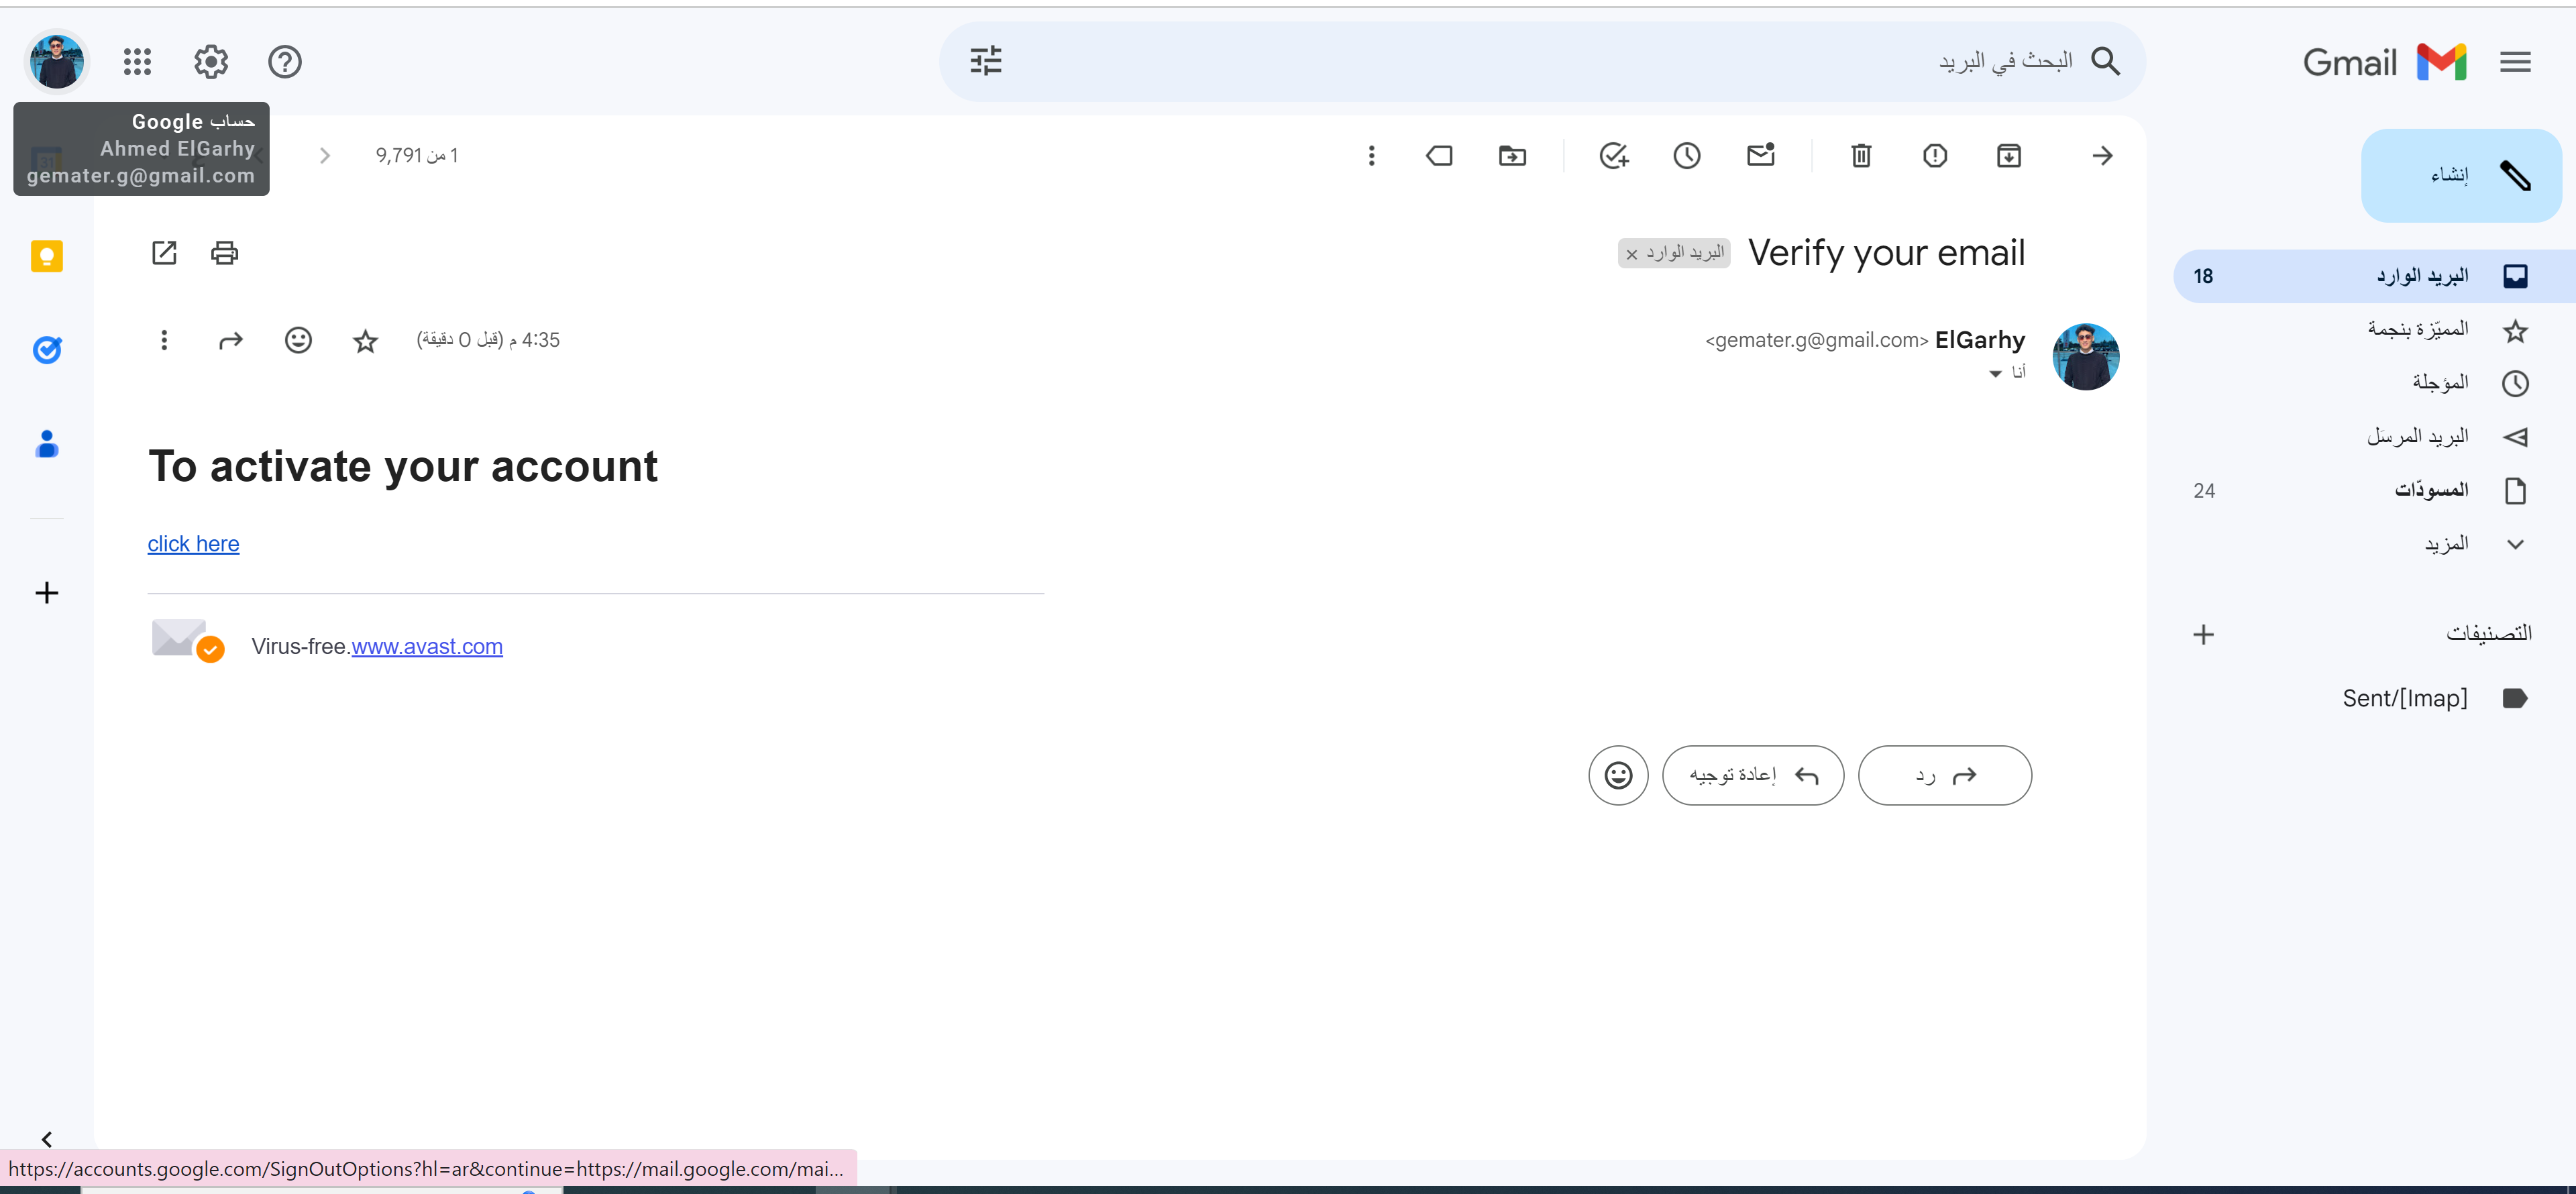 Gmail
البحث في البريد
حساب Google
Ahmed ElGarhy
gemater.g@gmail.com
إنشاء
1 من 9,791
Verify your email
البريد الوارد ×
ElGarhy <gemater.g@gmail.com>
4:35 م (قبل 0 دقيقة)
أنا
To activate your account
click here
Virus-free.www.avast.com
رد
إعادة توجيه
البريد الوارد
18
المميّزة بنجمة
المؤجلة
البريد المرسَل
المسودّات
24
المزيد
التصنيفات
[Imap]/Sent
https://accounts.google.com/SignOutOptions?hl=ar&continue=https://mail.google.com/mai...